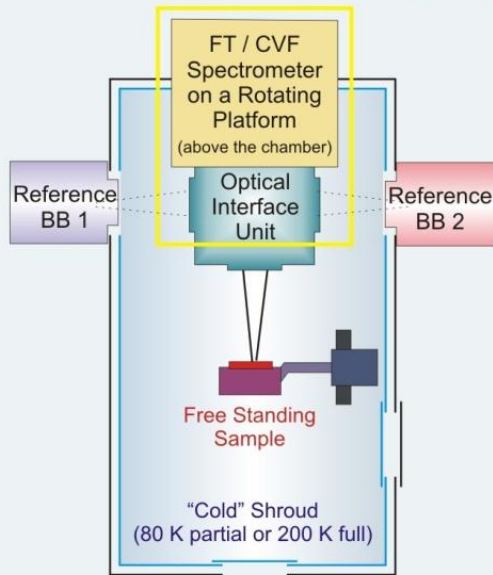 FT / CVF
Spectrometer
on a Rotating
Platform
(above the chamber)
Reference
BB 1
Optical
Interface
Unit
Reference
BB 2
Free Standing
Sample
“Cold” Shroud
(80 K partial or 200 K full)